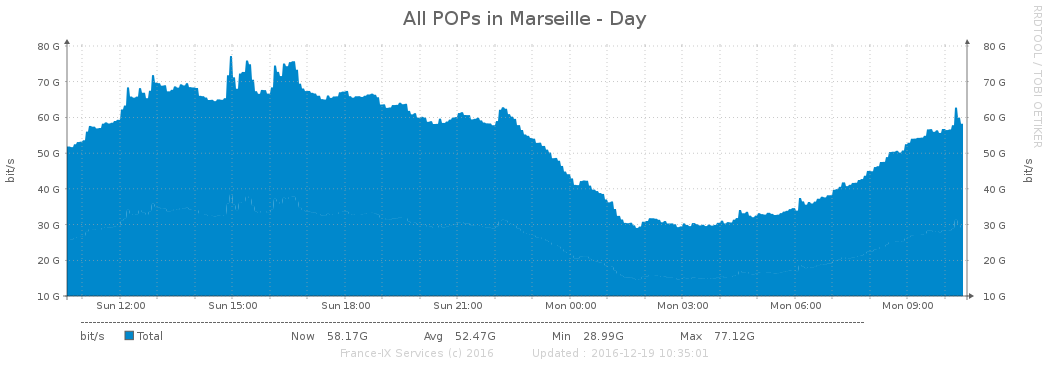 All POPs in Marseille - Day
RRDTOOL / TOBI OETIKER
80 G 80 G
70 G 70 G
60 G 60 G
50 G 50 G
40 G 40 G
30 G 30 G
20 G 20 G
10 G 10 G
bit/s
bit/s
Sun 12:00 Sun 15:00 Sun 18:00 Sun 21:00 Mon 00:00 Mon 03:00 Mon 06:00 Mon 09:00
bit/s Total Now 58.17G Avg 52.47G Min 28.99G Max 77.12G
France-IX Services (c) 2016 Updated : 2016-12-19 10:35:01